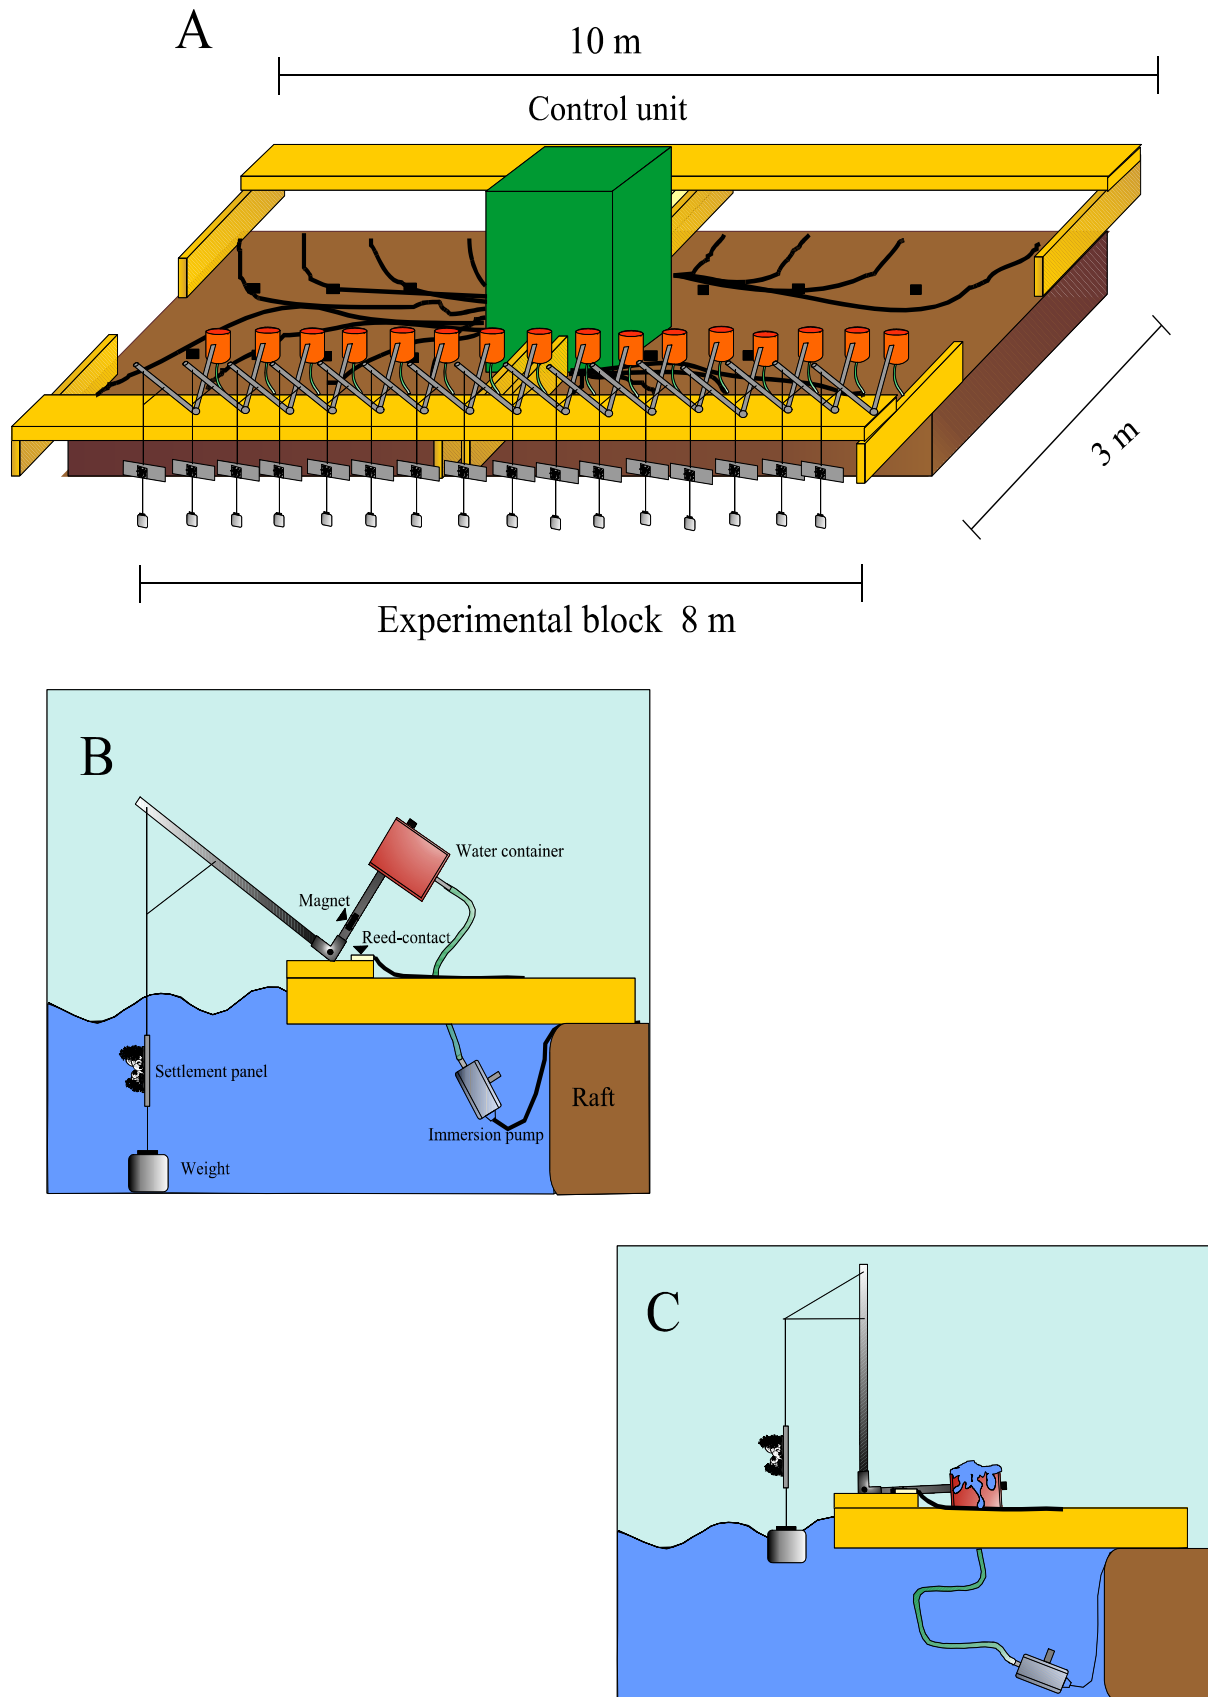 A
10 m
Control unit
3 m
Experimental block 8 m
B
Water container
Magnet
Reed-contact
Settlement panel
Raft
Immersion pump
Weight
C